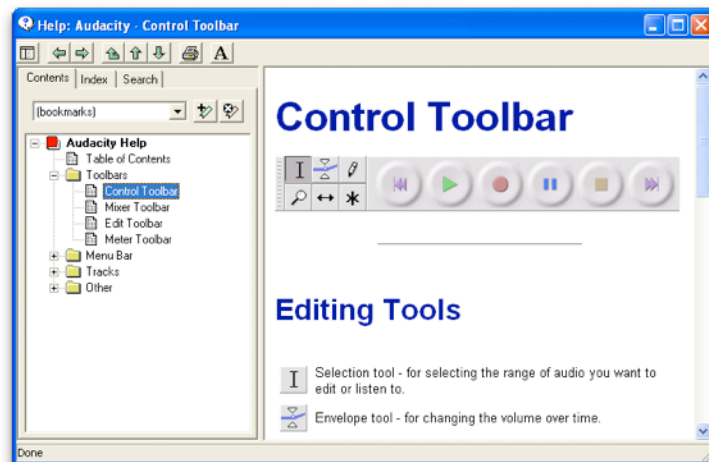 Help: Audacity - Control Toolbar
A
Contents
Index
Search
(bookmarks)
Audacity Help
Table of Contents
Toolbars
Control Toolbar
Mixer Toolbar
Edit Toolbar
Meter Toolbar
Menu Bar
Tracks
Other
Control Toolbar
Editing Tools
Selection tool - for selecting the range of audio you want to
edit or listen to.
Envelope tool - for changing the volume over time.
Done